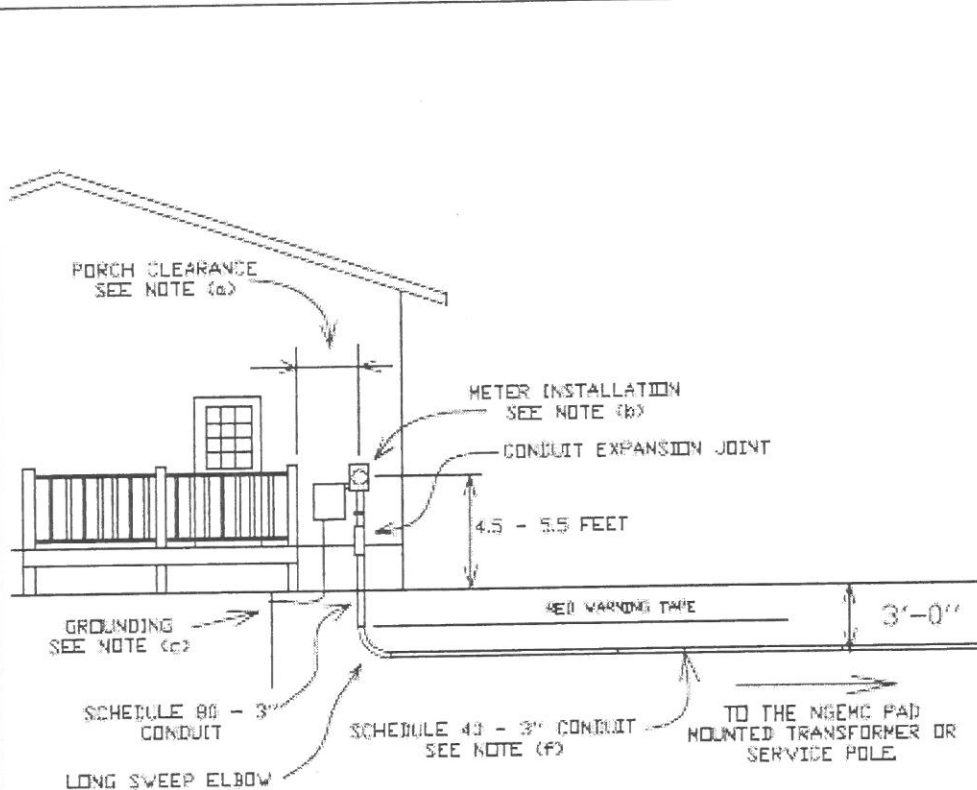 PORCH CLEARANCE
SEE NOTE (a)
METER INSTALLATION
SEE NOTE (b)
CONDUIT EXPANSION JOINT
4.5 - 5.5 FEET
RED WARNING TAPE
3'-0"
GROUNDING
SEE NOTE (c)
SCHEDULE 80 - 3"
CONDUIT
SCHEDULE 40 - 3" CONDUIT
SEE NOTE (f)
TO THE NGEMC PAD
MOUNTED TRANSFORMER OR
SERVICE POLE
LONG SWEEP ELBOW